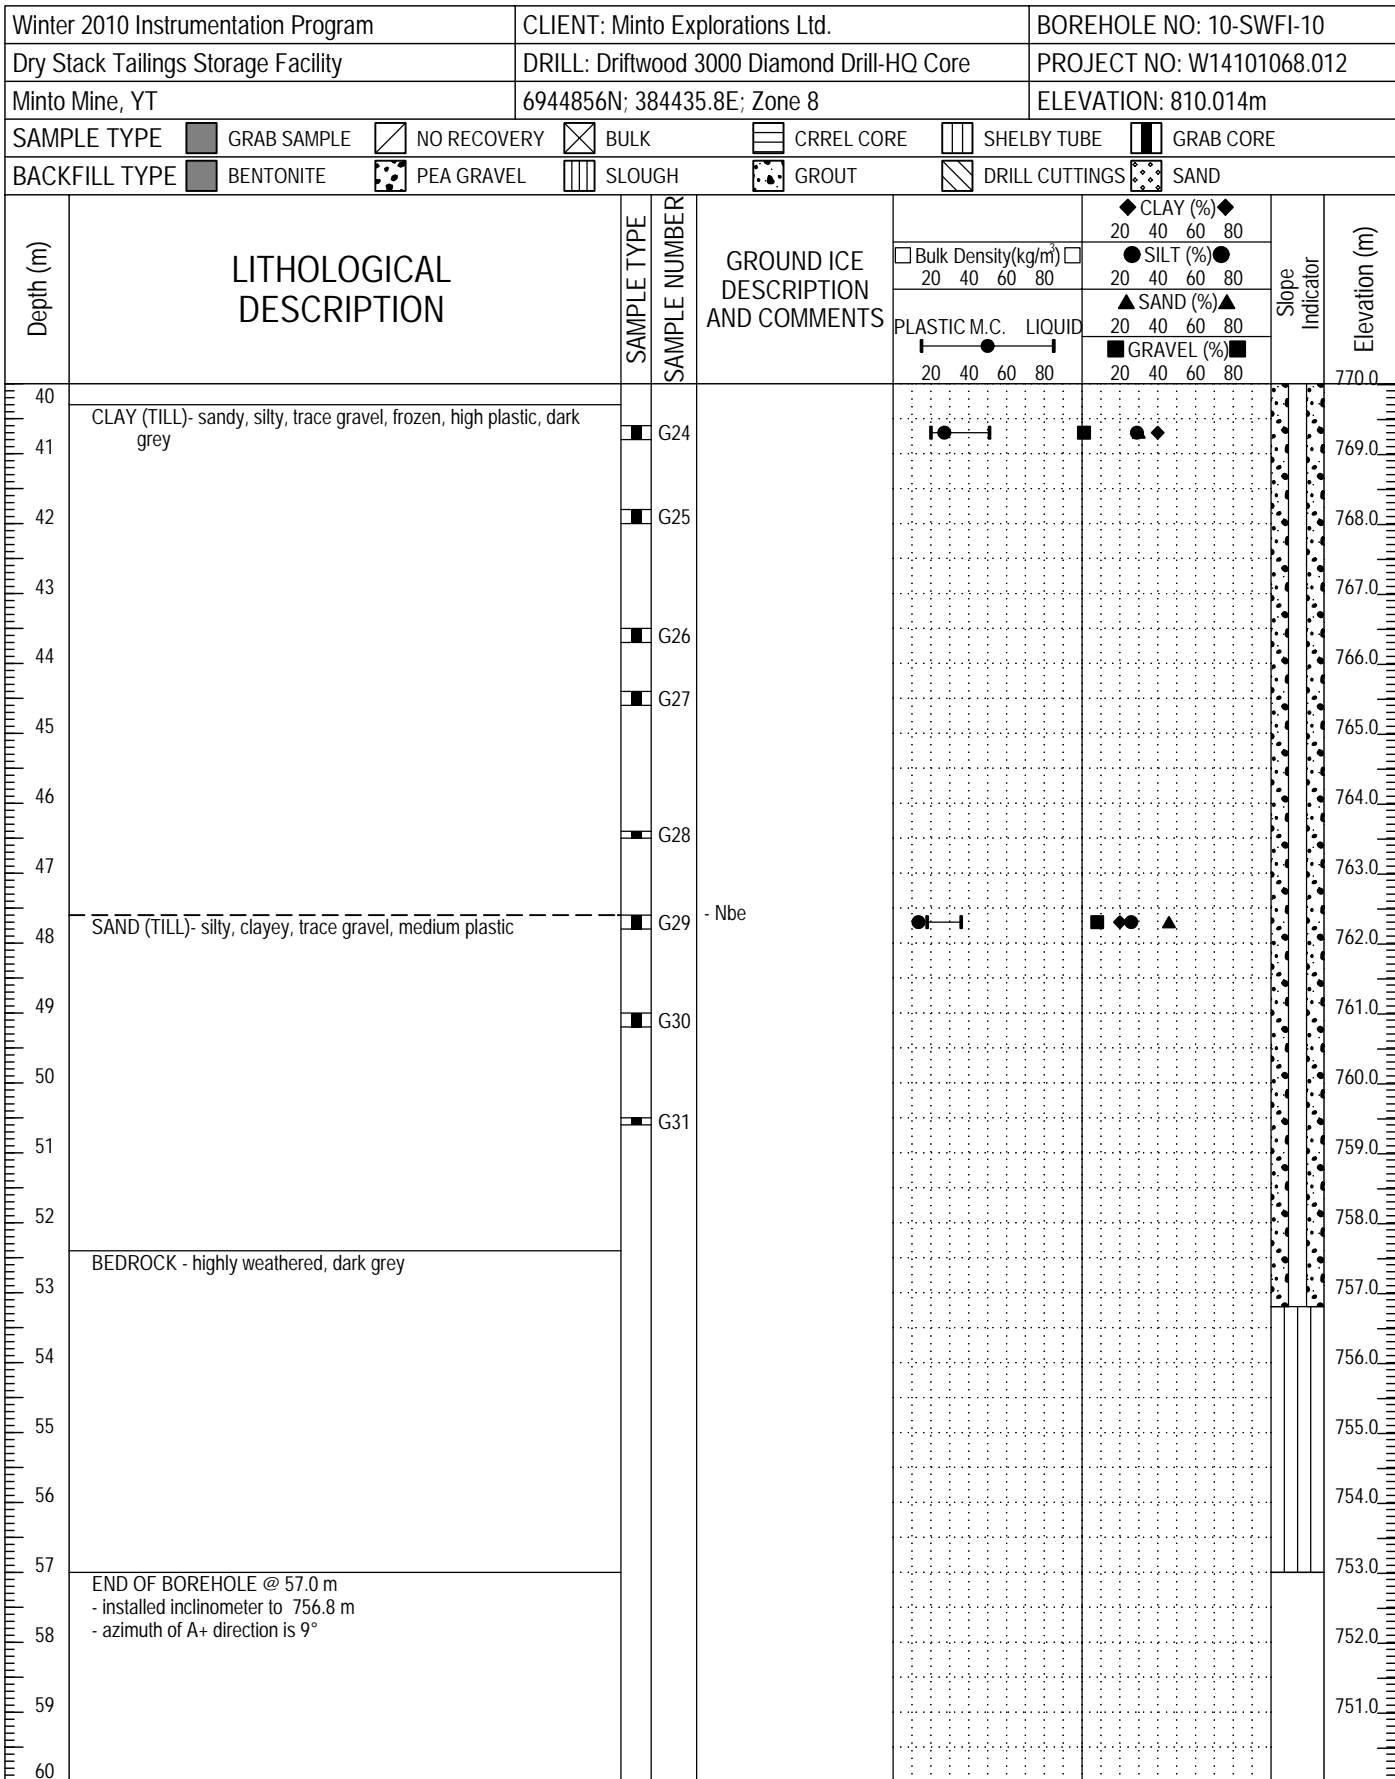 Winter 2010 Instrumentation Program CLIENT: Minto Explorations Ltd. BOREHOLE NO: 10-SWFI-10
Dry Stack Tailings Storage Facility DRILL: Driftwood 3000 Diamond Drill-HQ Core PROJECT NO: W14101068.012
Minto Mine, YT 6944856N; 384435.8E; Zone 8 ELEVATION: 810.014m
SAMPLE TYPE GRAB SAMPLE NO RECOVERY BULK CRREL CORE SHELBY TUBE GRAB CORE
BACKFILL TYPE BENTONITE PEA GRAVEL SLOUGH GROUT DRILL CUTTINGS SAND
Depth (m)
LITHOLOGICAL
DESCRIPTION
SAMPLE TYPE
SAMPLE NUMBER
GROUND ICE
DESCRIPTION
AND COMMENTS
Bulk Density(kg/m³)
20 40 60 80
PLASTIC M.C. LIQUID
20 40 60 80
CLAY (%)
20 40 60 80
SILT (%)
20 40 60 80
SAND (%)
20 40 60 80
GRAVEL (%)
20 40 60 80
Slope
Indicator
Elevation (m)
40 770.0
CLAY (TILL)- sandy, silty, trace gravel, frozen, high plastic, dark
grey
G24
41 769.0
42 G25 768.0
43 767.0
G26
44 766.0
G27
45 765.0
46 764.0
G28
47 763.0
- Nbe
SAND (TILL)- silty, clayey, trace gravel, medium plastic G29
48 762.0
49 761.0
G30
50 760.0
G31
51 759.0
52 758.0
BEDROCK - highly weathered, dark grey
53 757.0
54 756.0
55 755.0
56 754.0
57 753.0
END OF BOREHOLE @ 57.0 m
- installed inclinometer to 756.8 m
- azimuth of A+ direction is 9°
58 752.0
59 751.0
60